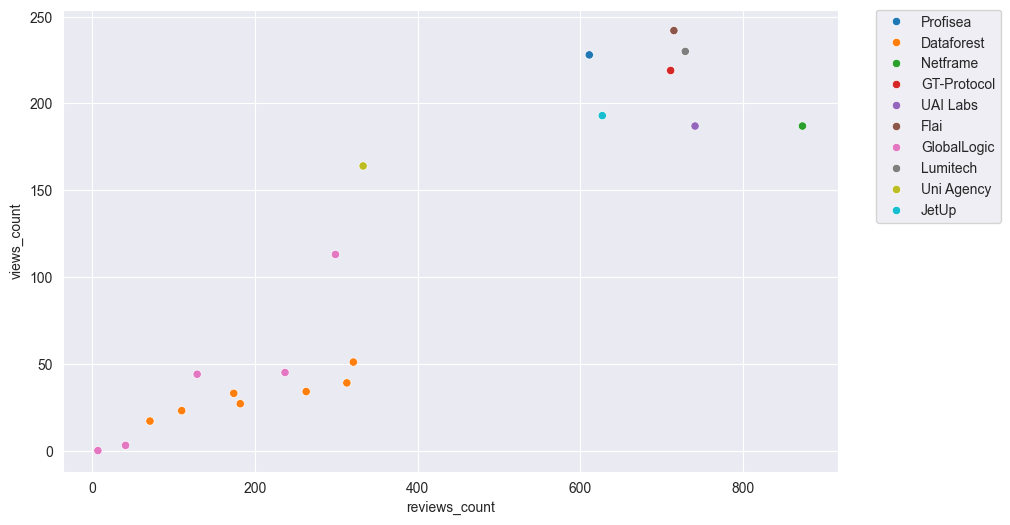 250
200
150
100
50
0
views_count
0 200 400 600 800
reviews_count
Profisea
Dataforest
Netframe
GT-Protocol
UAI Labs
Flai
GlobalLogic
Lumitech
Uni Agency
JetUp